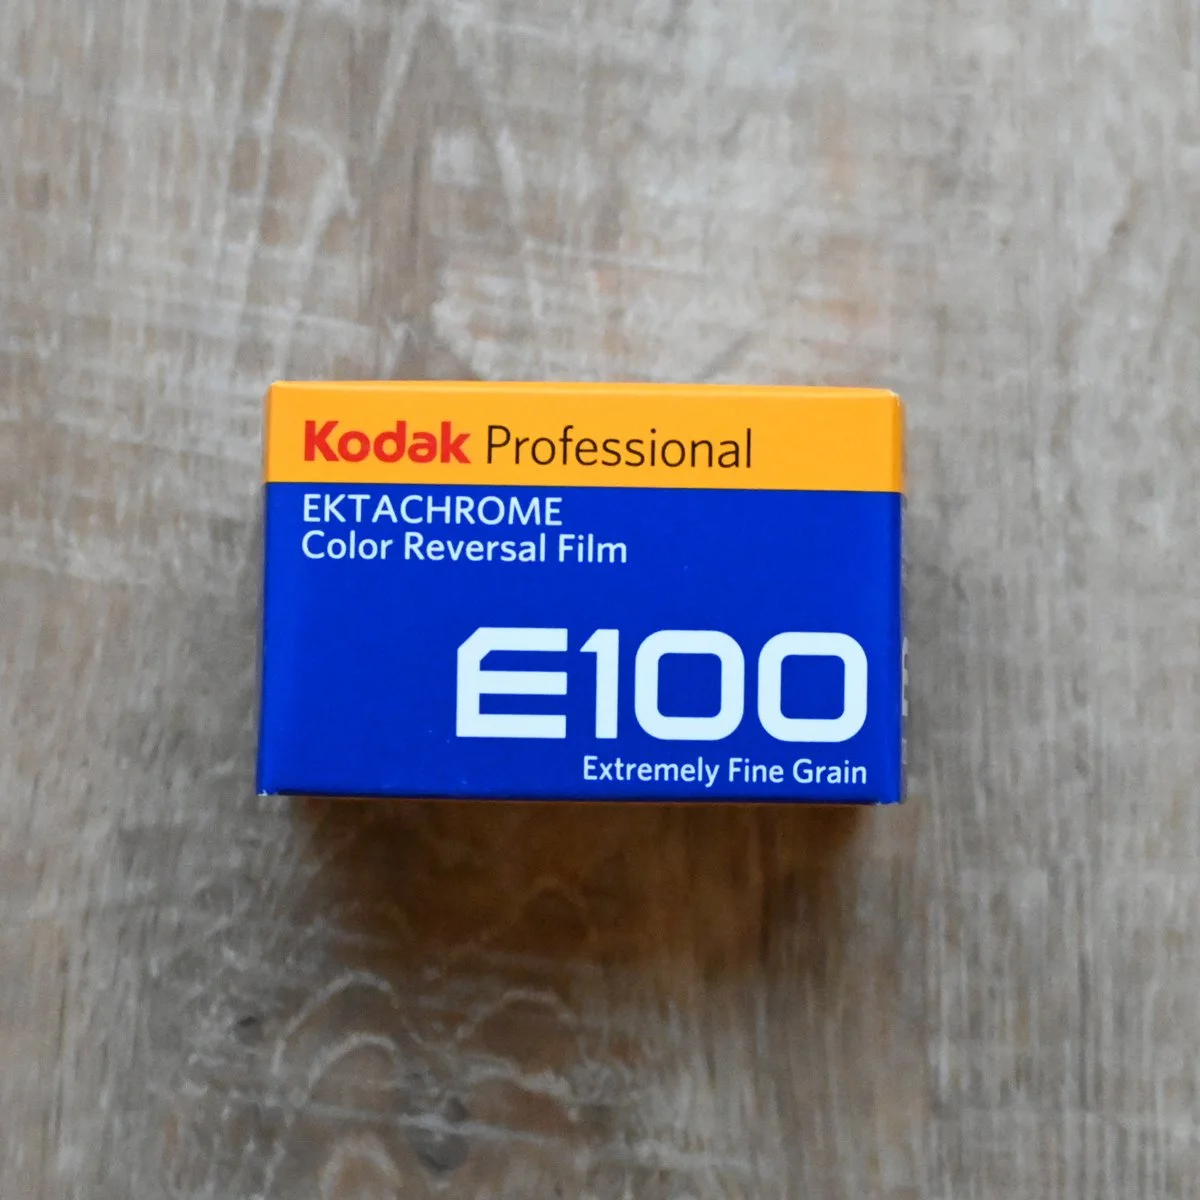 Kodak Professional
EKTACHROME
Color Reversal Film
E100
Extremely Fine Grain